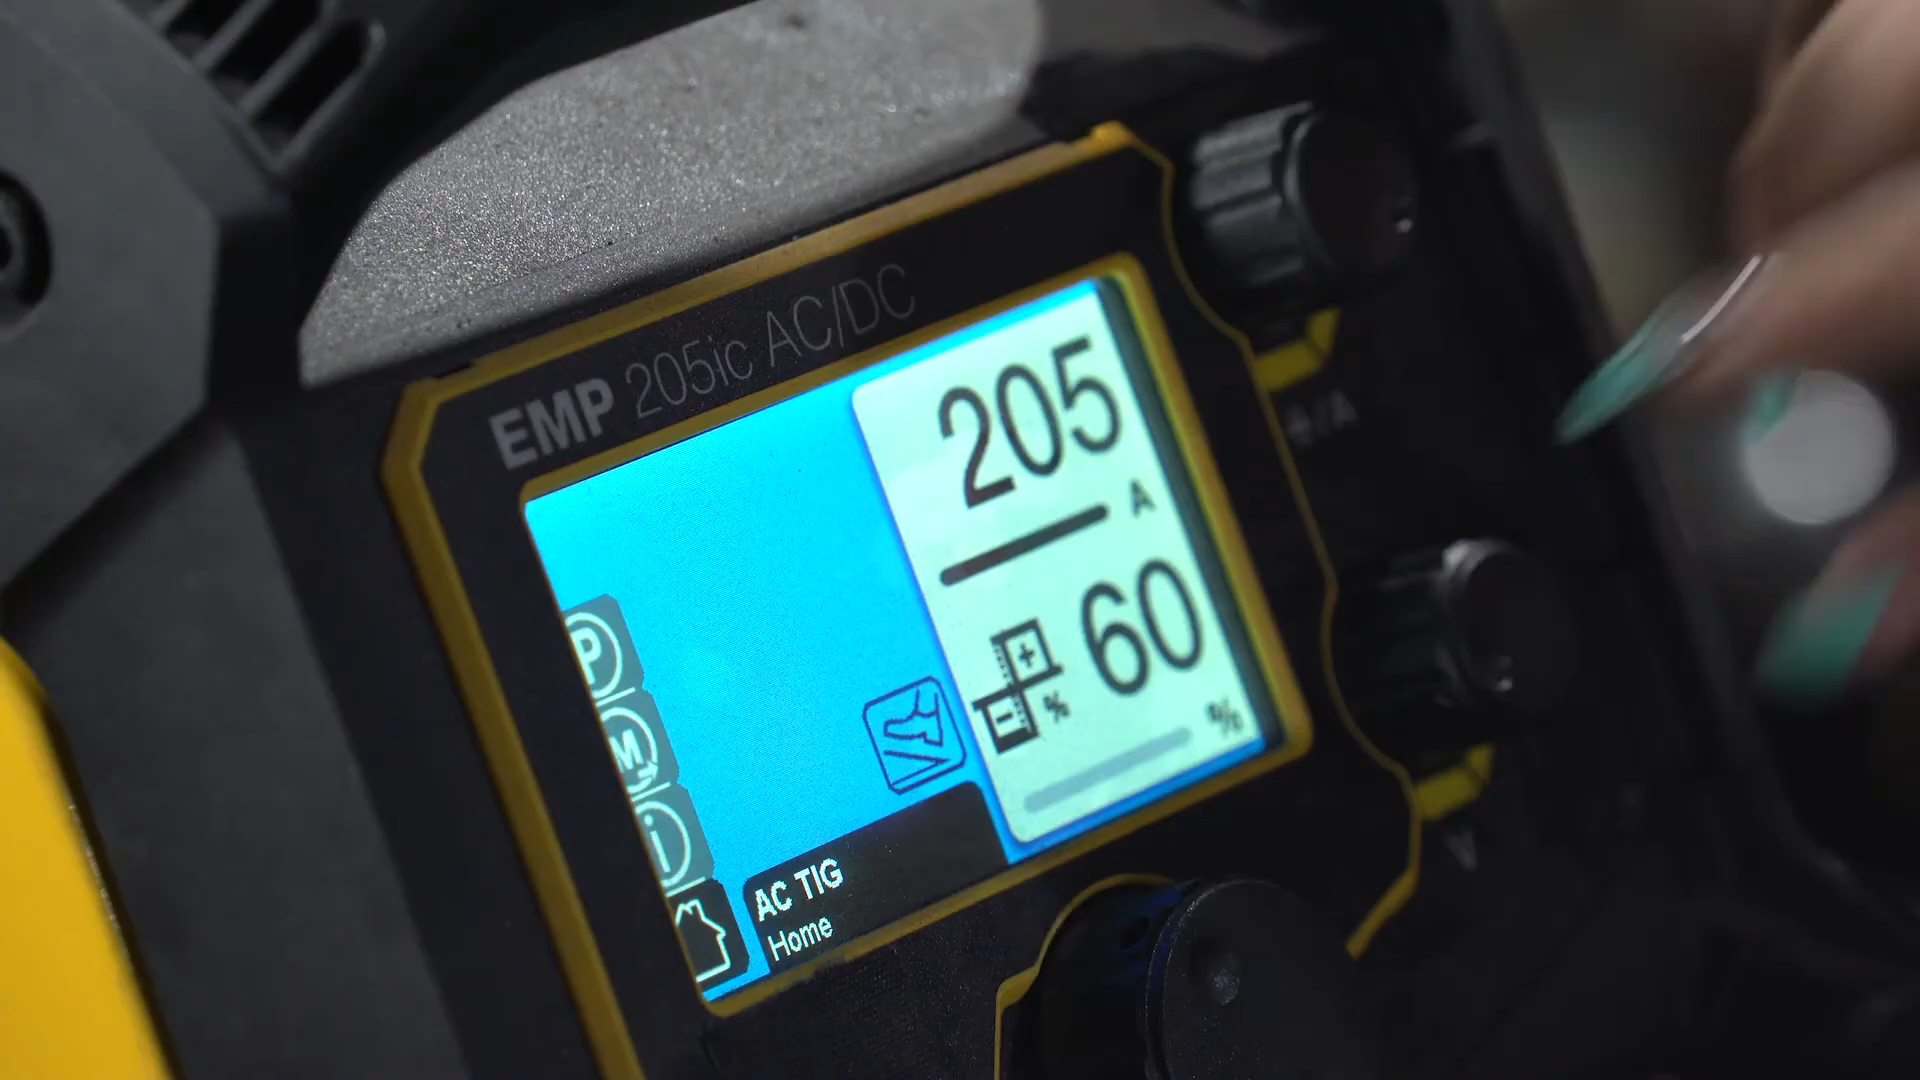 EMP 205ic AC/DC
205
A
+
-
%
60
%
P
M
i
AC TIG
Home
/A
V